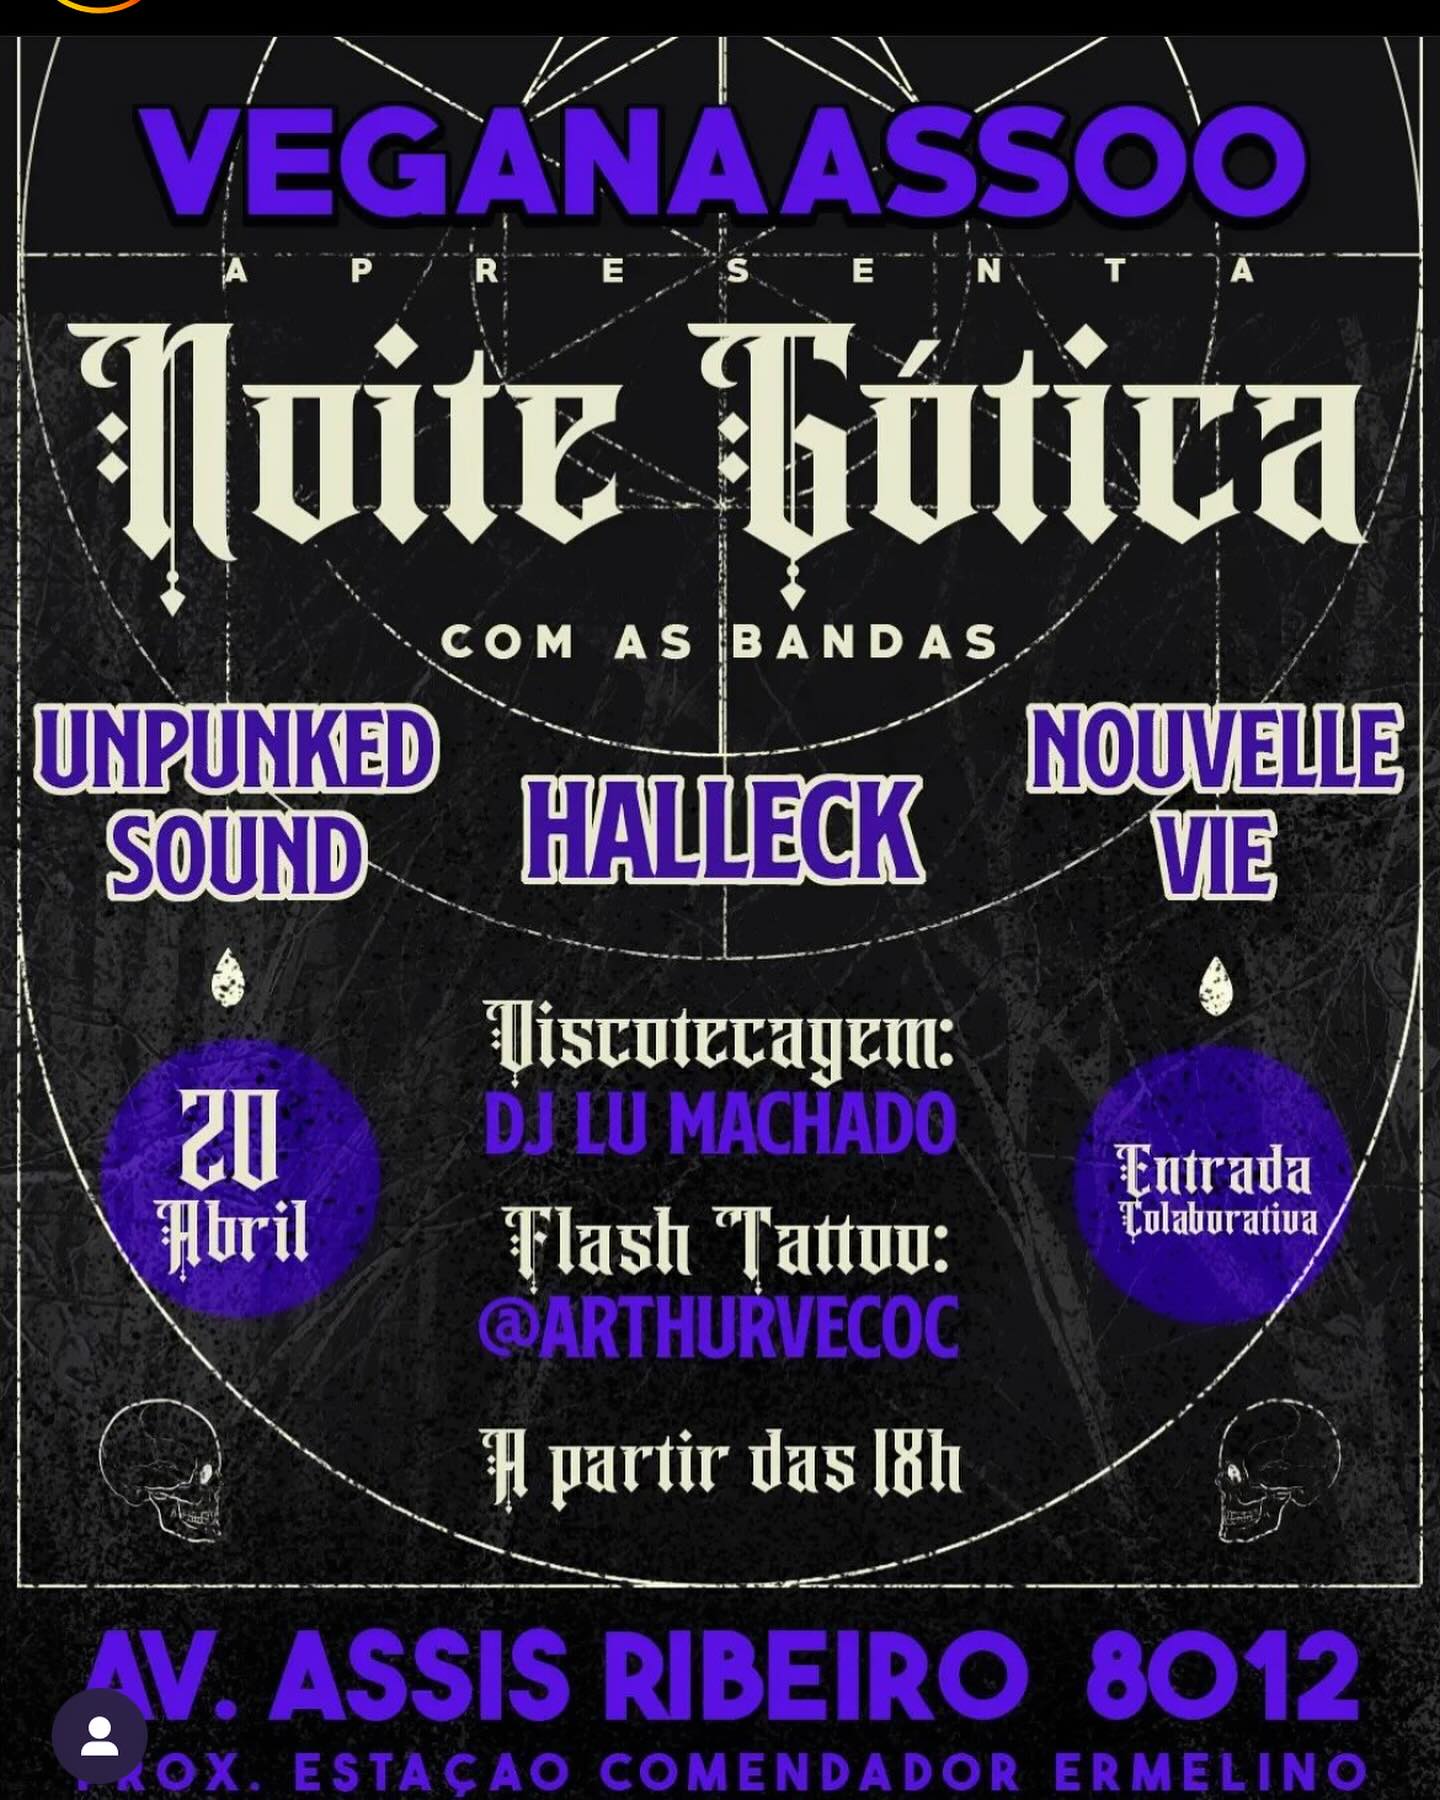 VEGANAASSOO
APRESENTA
Noite Gótica
COM AS BANDAS
UNPUNKED
SOUND
HALLECK
NOUVELLE
VIE
20
Abril
Discotecagem:
DJ LU MACHADO
Flash Tattoo:
@ARTHURVECOC
Entrada
Colaborativa
A partir das 18h
AV. ASSIS RIBEIRO 8012
PROX. ESTAÇAO COMENDADOR ERMELINO